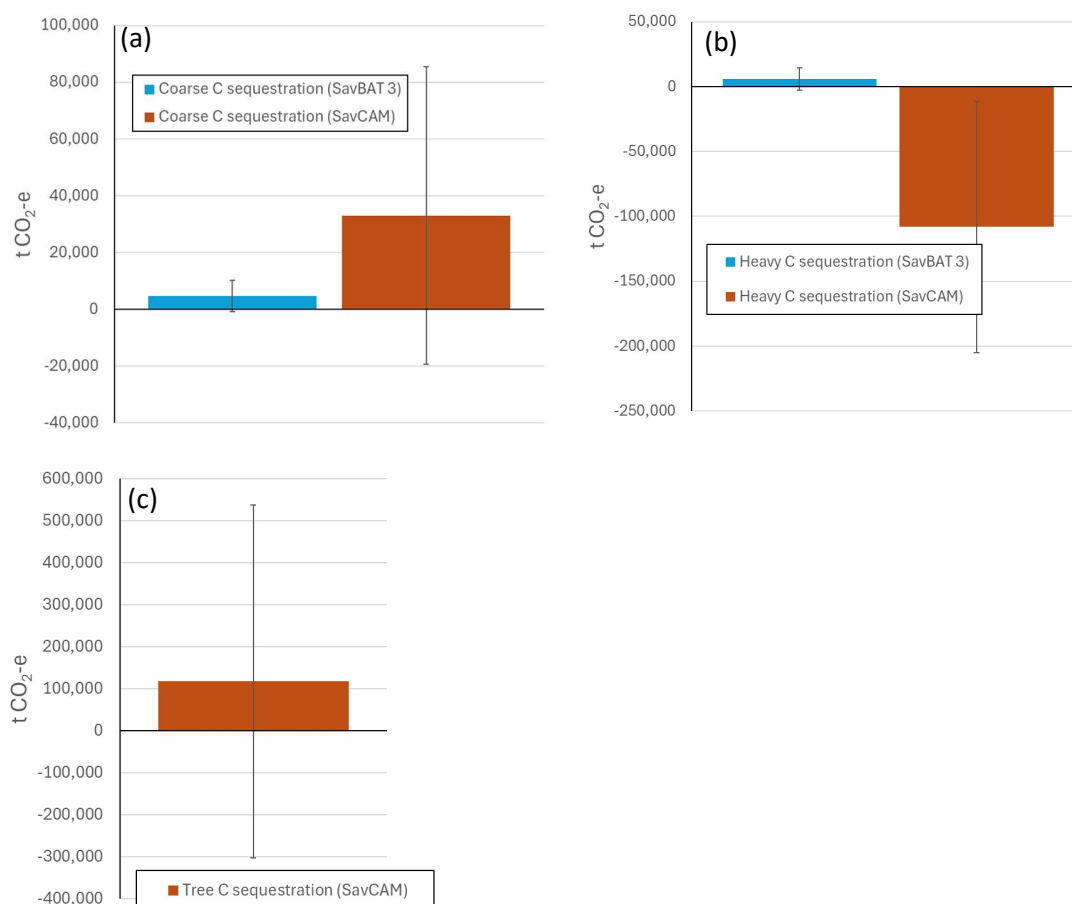 (a)
100,000
80,000
60,000
40,000
20,000
0
-20,000
-40,000
t CO₂-e
Coarse C sequestration (SavBAT 3)
Coarse C sequestration (SavCAM)
(b)
50,000
0
-50,000
-100,000
-150,000
-200,000
-250,000
t CO₂-e
Heavy C sequestration (SavBAT 3)
Heavy C sequestration (SavCAM)
(c)
600,000
500,000
400,000
300,000
200,000
100,000
0
-100,000
-200,000
-300,000
-400,000
t CO₂-e
Tree C sequestration (SavCAM)